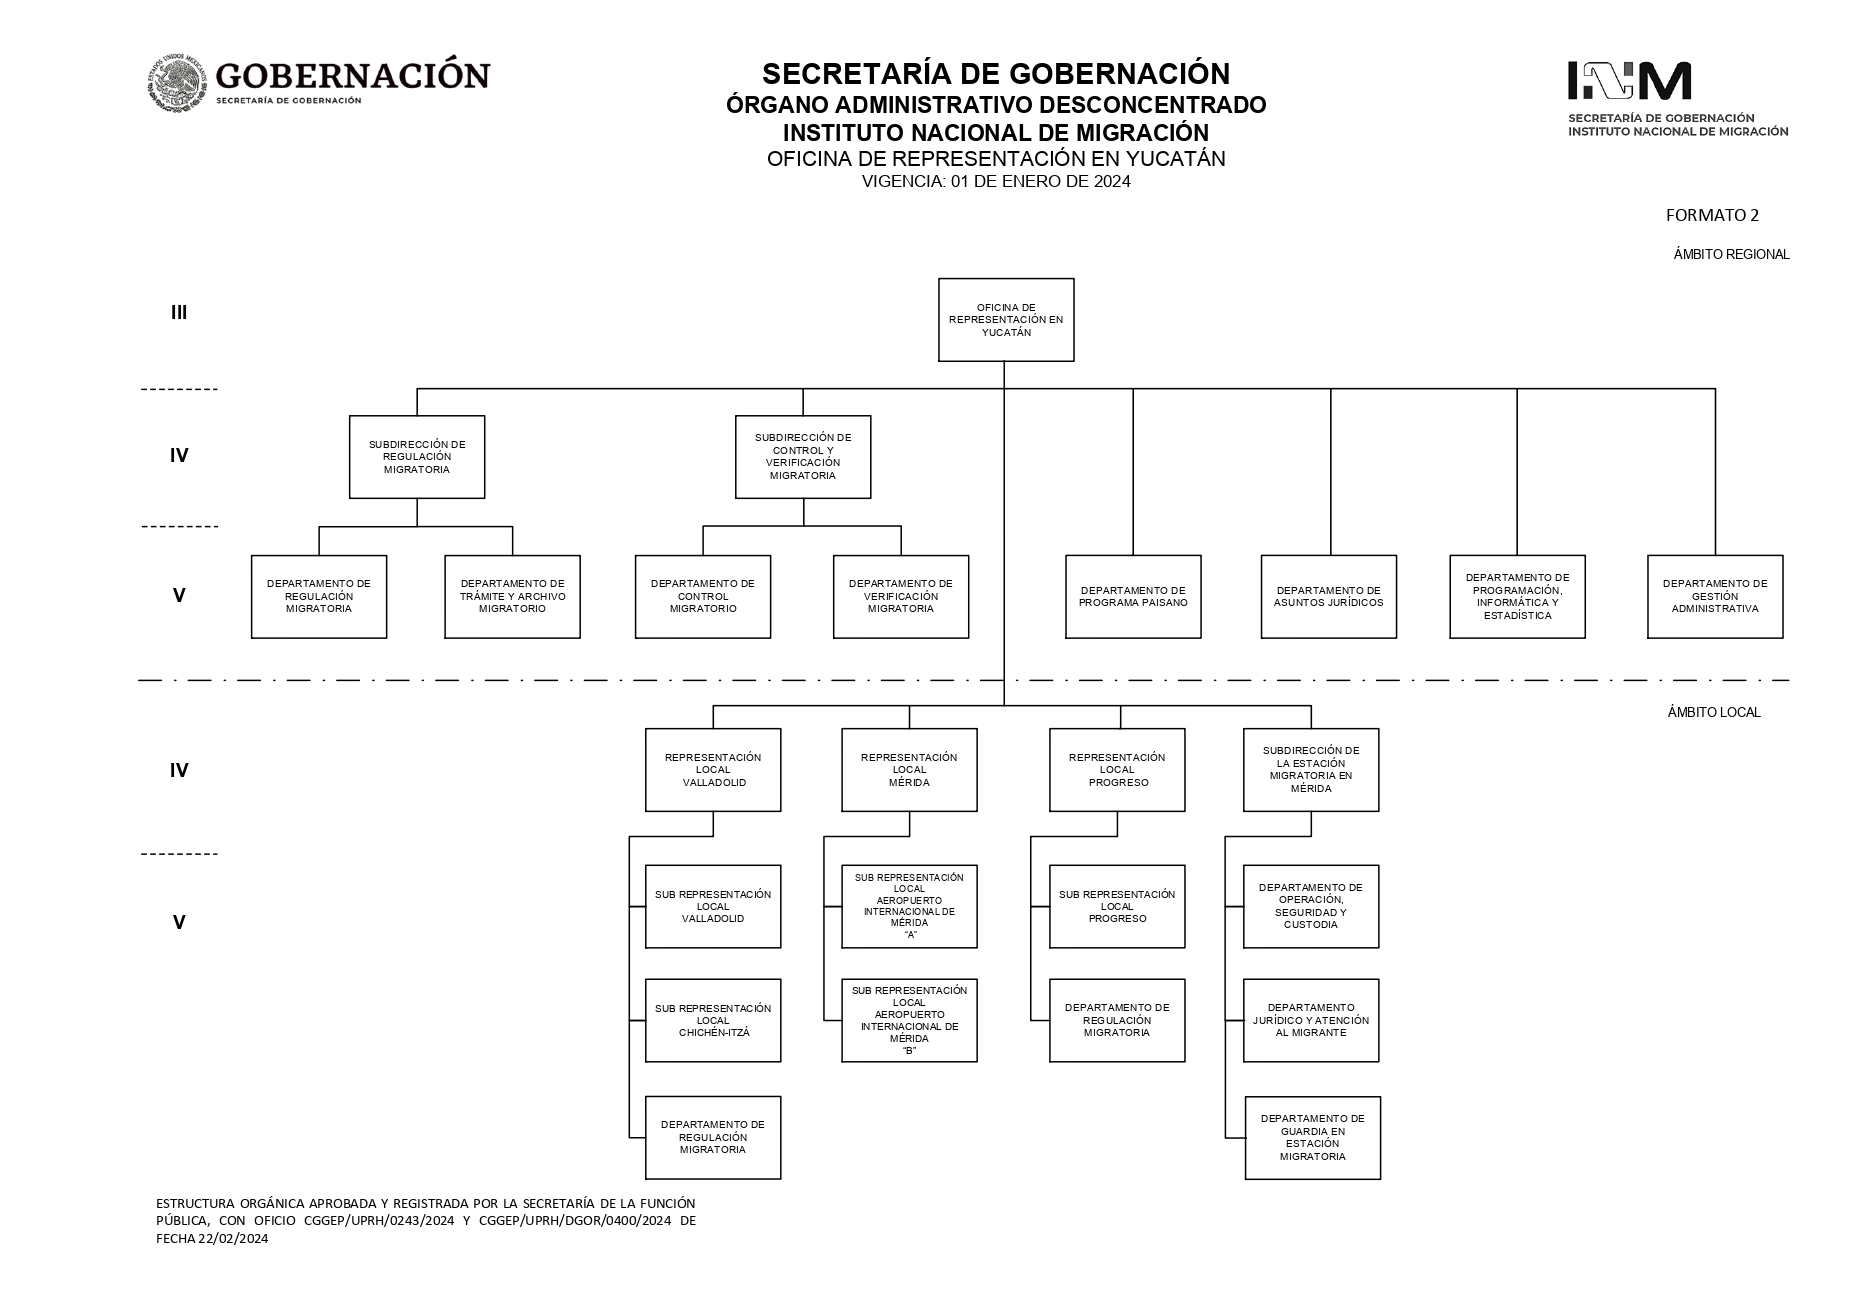 GOBERNACIÓN
SECRETARÍA DE GOBERNACIÓN
SECRETARÍA DE GOBERNACIÓN
ÓRGANO ADMINISTRATIVO DESCONCENTRADO
INSTITUTO NACIONAL DE MIGRACIÓN
OFICINA DE REPRESENTACIÓN EN YUCATÁN
VIGENCIA: 01 DE ENERO DE 2024
INM
SECRETARÍA DE GOBERNACIÓN
INSTITUTO NACIONAL DE MIGRACIÓN
FORMATO 2
ÁMBITO REGIONAL
III
OFICINA DE
REPRESENTACIÓN EN
YUCATÁN
IV
SUBDIRECCIÓN DE
REGULACIÓN
MIGRATORIA
SUBDIRECCIÓN DE
CONTROL Y
VERIFICACIÓN
MIGRATORIA
V
DEPARTAMENTO DE
REGULACIÓN
MIGRATORIA
DEPARTAMENTO DE
TRÁMITE Y ARCHIVO
MIGRATORIO
DEPARTAMENTO DE
CONTROL
MIGRATORIO
DEPARTAMENTO DE
VERIFICACIÓN
MIGRATORIA
DEPARTAMENTO DE
PROGRAMA PAISANO
DEPARTAMENTO DE
ASUNTOS JURÍDICOS
DEPARTAMENTO DE
PROGRAMACIÓN,
INFORMÁTICA Y
ESTADÍSTICA
DEPARTAMENTO DE
GESTIÓN
ADMINISTRATIVA
ÁMBITO LOCAL
IV
REPRESENTACIÓN
LOCAL
VALLADOLID
REPRESENTACIÓN
LOCAL
MÉRIDA
REPRESENTACIÓN
LOCAL
PROGRESO
SUBDIRECCIÓN DE
LA ESTACIÓN
MIGRATORIA EN
MÉRIDA
V
SUB REPRESENTACIÓN
LOCAL
VALLADOLID
SUB REPRESENTACIÓN
LOCAL
AEROPUERTO
INTERNACIONAL DE
MÉRIDA
“A”
SUB REPRESENTACIÓN
LOCAL
PROGRESO
DEPARTAMENTO DE
OPERACIÓN,
SEGURIDAD Y
CUSTODIA
SUB REPRESENTACIÓN
LOCAL
CHICHÉN-ITZÁ
SUB REPRESENTACIÓN
LOCAL
AEROPUERTO
INTERNACIONAL DE
MÉRIDA
“B”
DEPARTAMENTO DE
REGULACIÓN
MIGRATORIA
DEPARTAMENTO
JURÍDICO Y ATENCIÓN
AL MIGRANTE
DEPARTAMENTO DE
REGULACIÓN
MIGRATORIA
DEPARTAMENTO DE
GUARDIA EN
ESTACIÓN
MIGRATORIA
ESTRUCTURA ORGÁNICA APROBADA Y REGISTRADA POR LA SECRETARÍA DE LA FUNCIÓN
PÚBLICA, CON OFICIO CGGEP/UPRH/0243/2024 Y CGGEP/UPRH/DGOR/0400/2024 DE
FECHA 22/02/2024